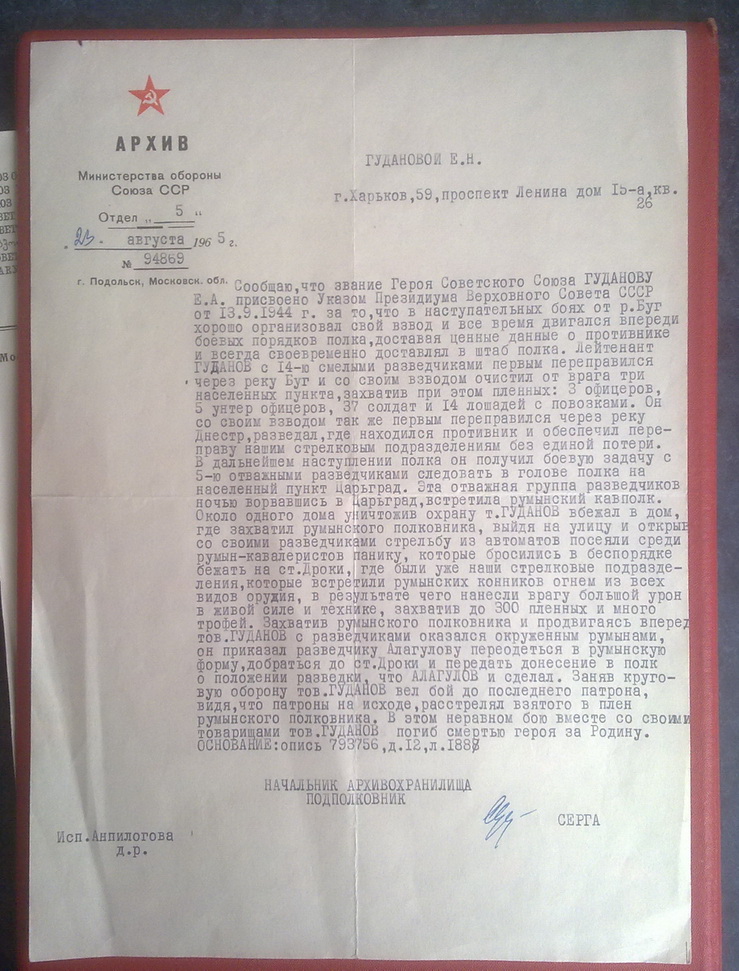 АРХИВ
Министерства обороны
Союза ССР
Отдел „ 5 "
„23" августа 1965 г.
№ 94869
г. Подольск, Московск. обл.
ГУДАНОВОЙ Е.Н.
г.Харьков,59,проспект Ленина дом 15-а,кв.
26
Сообщаю,что звание Героя Советского Союза ГУДАНОВУ
Е.А. присвоено Указом Президиума Верховного Совета СССР
от 13.9.1944 г. за то,что в наступательных боях от р.Буг
хорошо организовал свой взвод и все время двигался впереди
боевых порядков полка,доставая ценные данные о противнике
и всегда своевременно доставлял в штаб полка. Лейтенант
ГУДАНОВ с 14-ю смелыми разведчиками первым переправился
через реку Буг и со своим взводом очистил от врага три
населенных пункта,захватив при этом пленных: 3 офицеров,
5 унтер офицеров, 37 солдат и 14 лошадей с повозками. Он
со своим взводом так же первым переправился через реку
Днестр,разведал,где находился противник и обеспечил пере-
праву нашим стрелковым подразделениям без единой потери.
В дальнейшем наступлении полка он получил боевую задачу с
5-ю отважными разведчиками следовать в голове полка на
населенный пункт Царьград. Эта отважная группа разведчиков
ночью ворвавшись в Царьград,встретила румынский кавполк.
Около одного дома уничтожив охрану т.ГУДАНОВ вбежал в дом,
где захватил румынского полковника, выйдя на улицу и открыв
со своими разведчиками стрельбу из автоматов посеяли среди
румын-кавалеристов панику, которые бросились в беспорядке
бежать на ст.Дроки, где были уже наши стрелковые подразде-
ления,которые встретили румынских конников огнем из всех
видов орудия, в результате чего нанесли врагу большой урон
в живой силе и технике, захватив до 300 пленных и много
трофей. Захватив румынского полковника и продвигаясь вперед
тов.ГУДАНОВ с разведчиками оказался окруженным румынами,
он приказал разведчику Алагулову переодеться в румынскую
форму,добраться до ст.Дроки и передать донесение в полк
о положении разведки, что АЛАГУЛОВ и сделал. Заняв круго-
вую оборону тов.ГУДАНОВ вел бой до последнего патрона,
видя,что патроны на исходе,расстрелял взятого в плен
румынского полковника. В этом неравном бою вместе со своими
товарищами тов.ГУДАНОВ погиб смертью героя за Родину.
ОСНОВАНИЕ:опись 793756,д.12,л.188
НАЧАЛЬНИК АРХИВОХРАНИЛИЩА
ПОДПОЛКОВНИК
СЕРГА
Исп.Анпилогова
д.р.